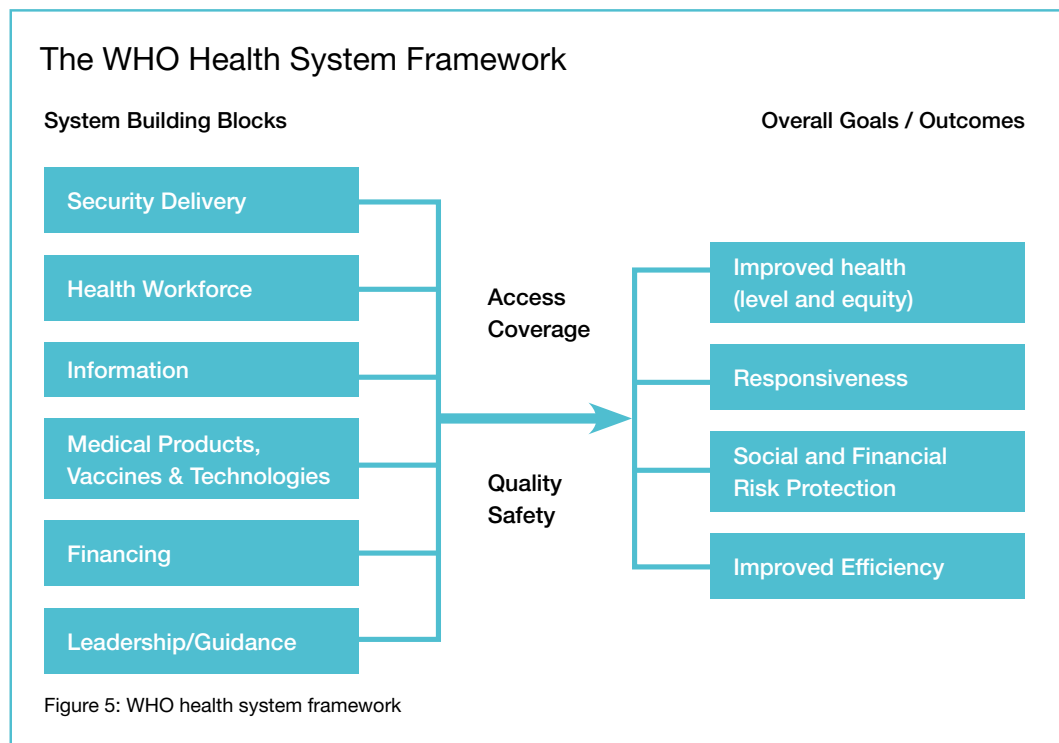 The WHO Health System Framework
System Building Blocks
Overall Goals / Outcomes
Security Delivery
Health Workforce
Information
Medical Products,
Vaccines & Technologies
Financing
Leadership/Guidance
Access
Coverage
Quality
Safety
Improved health
(level and equity)
Responsiveness
Social and Financial
Risk Protection
Improved Efficiency
Figure 5: WHO health system framework